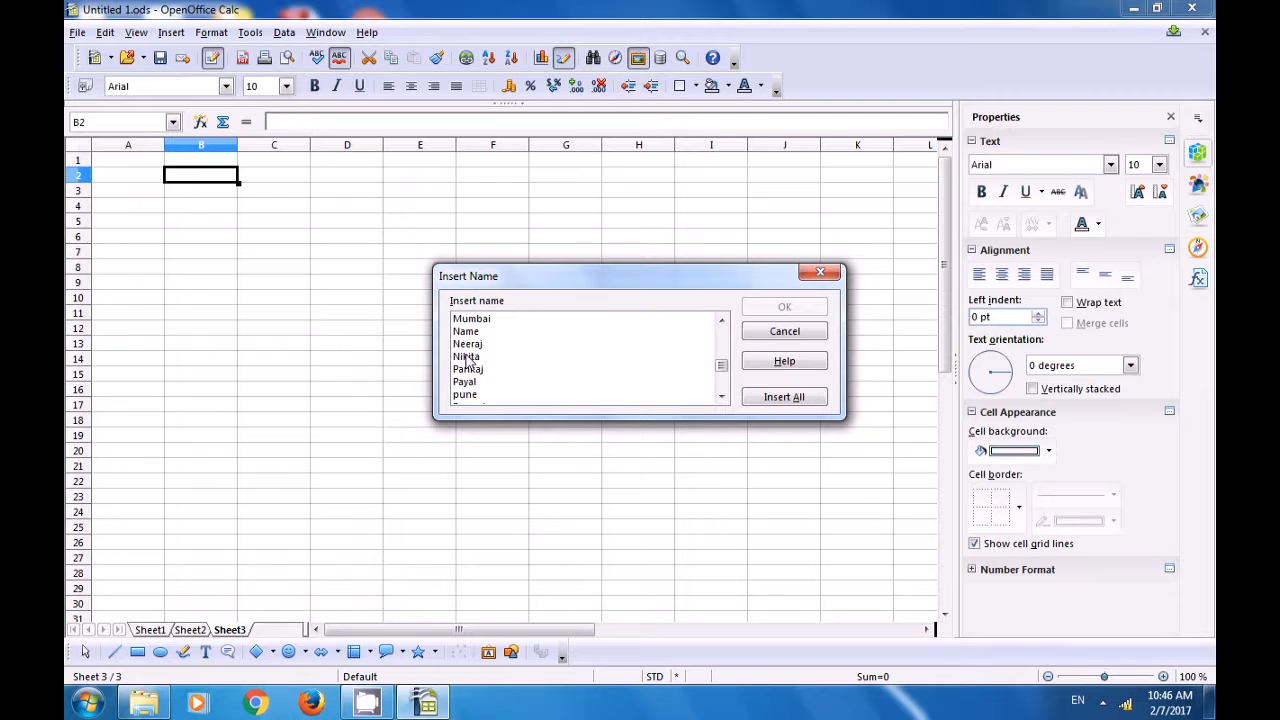 Untitled 1.ods - OpenOffice Calc
File Edit View Insert Format Tools Data Window Help
Arial 10
B2
A B C D E F G H I J K L
1
2
3
4
5
6
7
8
9
10
11
12
13
14
15
16
17
18
19
20
21
22
23
24
25
26
27
28
29
30
31
Insert Name
Insert name
Mumbai
Name
Neeraj
Nikita
Pankaj
Payal
pune
OK
Cancel
Help
Insert All
Properties
Text
Arial 10
Alignment
Left indent:
0 pt
Wrap text
Merge cells
Text orientation:
0 degrees
Vertically stacked
Cell Appearance
Cell background:
Cell border:
Show cell grid lines
Number Format
Sheet1 Sheet2 Sheet3
Sheet 3 / 3 Default STD * Sum=0 100 %
EN 10:46 AM
2/7/2017